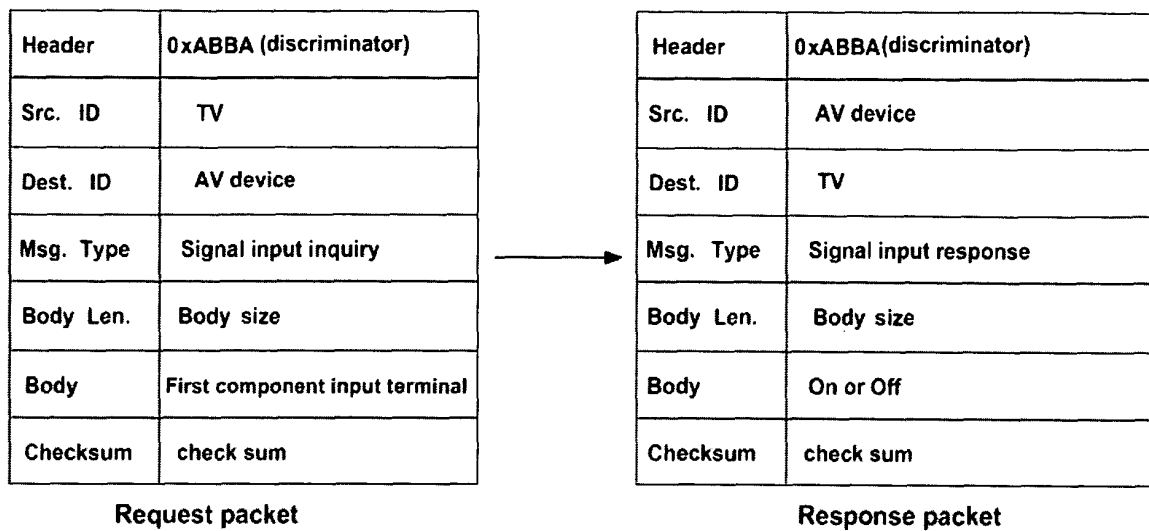 Header 0xABBA (discriminator)
Src. ID TV
Dest. ID AV device
Msg. Type Signal input inquiry
Body Len. Body size
Body First component input terminal
Checksum check sum
Request packet
Header 0xABBA (discriminator)
Src. ID AV device
Dest. ID TV
Msg. Type Signal input response
Body Len. Body size
Body On or Off
Checksum check sum
Response packet